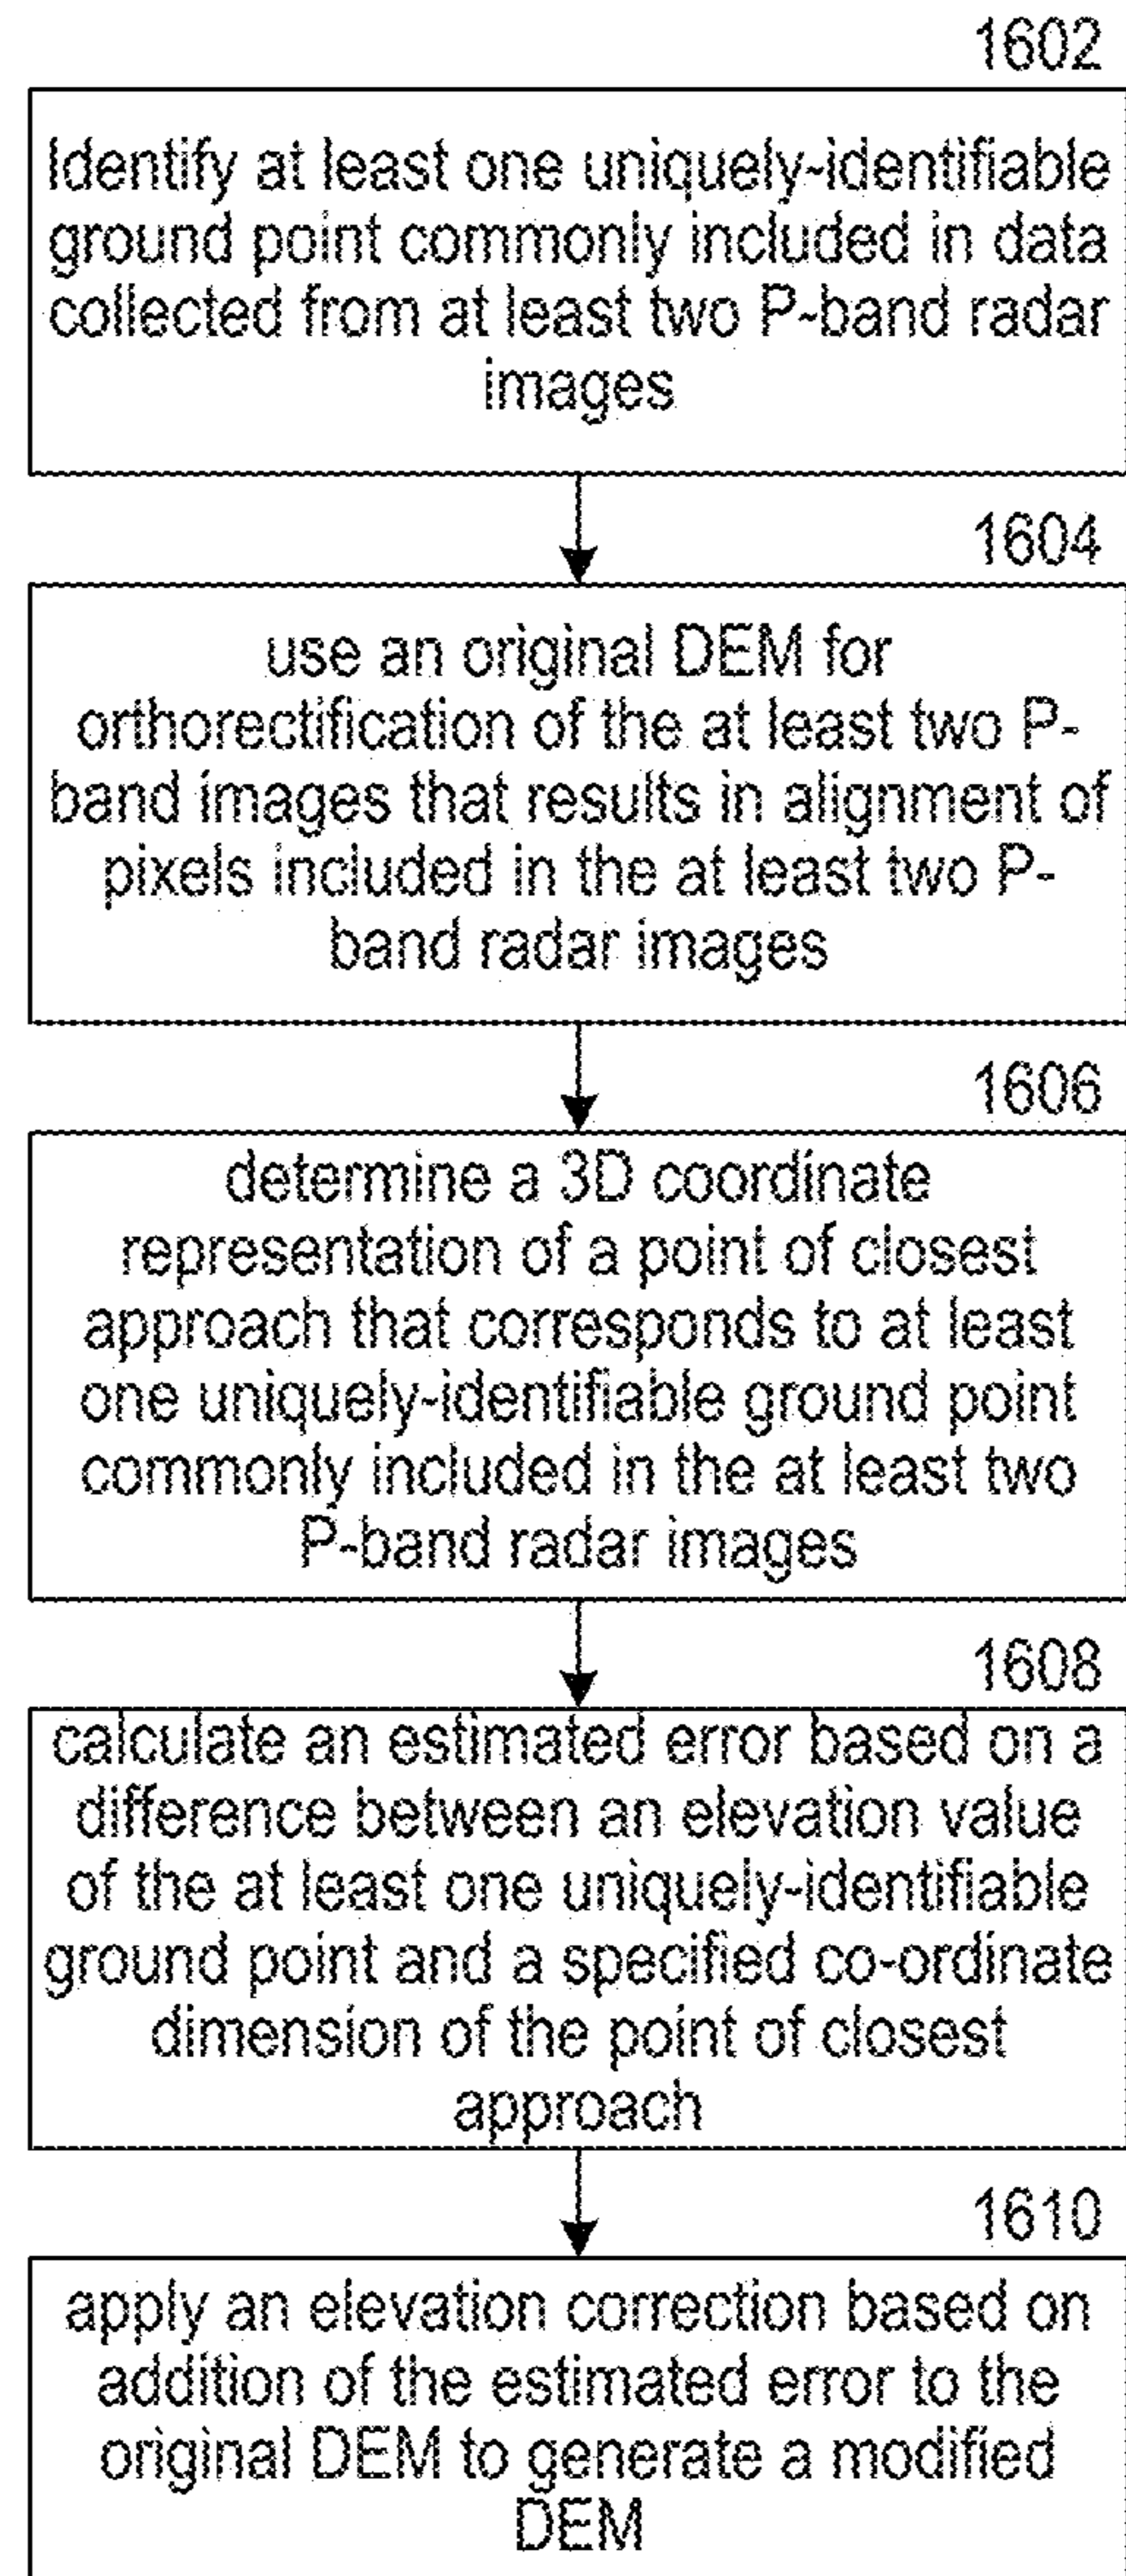 1602
Identify at least one uniquely-identifiable
ground point commonly included in data
collected from at least two P-band radar
images
1604
use an original DEM for
orthorectification of the at least two P-
band images that results in alignment of
pixels included in the at least two P-
band radar images
1606
determine a 3D coordinate
representation of a point of closest
approach that corresponds to at least
one uniquely-identifiable ground point
commonly included in the at least two
P-band radar images
1608
calculate an estimated error based on a
difference between an elevation value
of the at least one uniquely-identifiable
ground point and a specified co-ordinate
dimension of the point of closest
approach
1610
apply an elevation correction based on
addition of the estimated error to the
original DEM to generate a modified
DEM